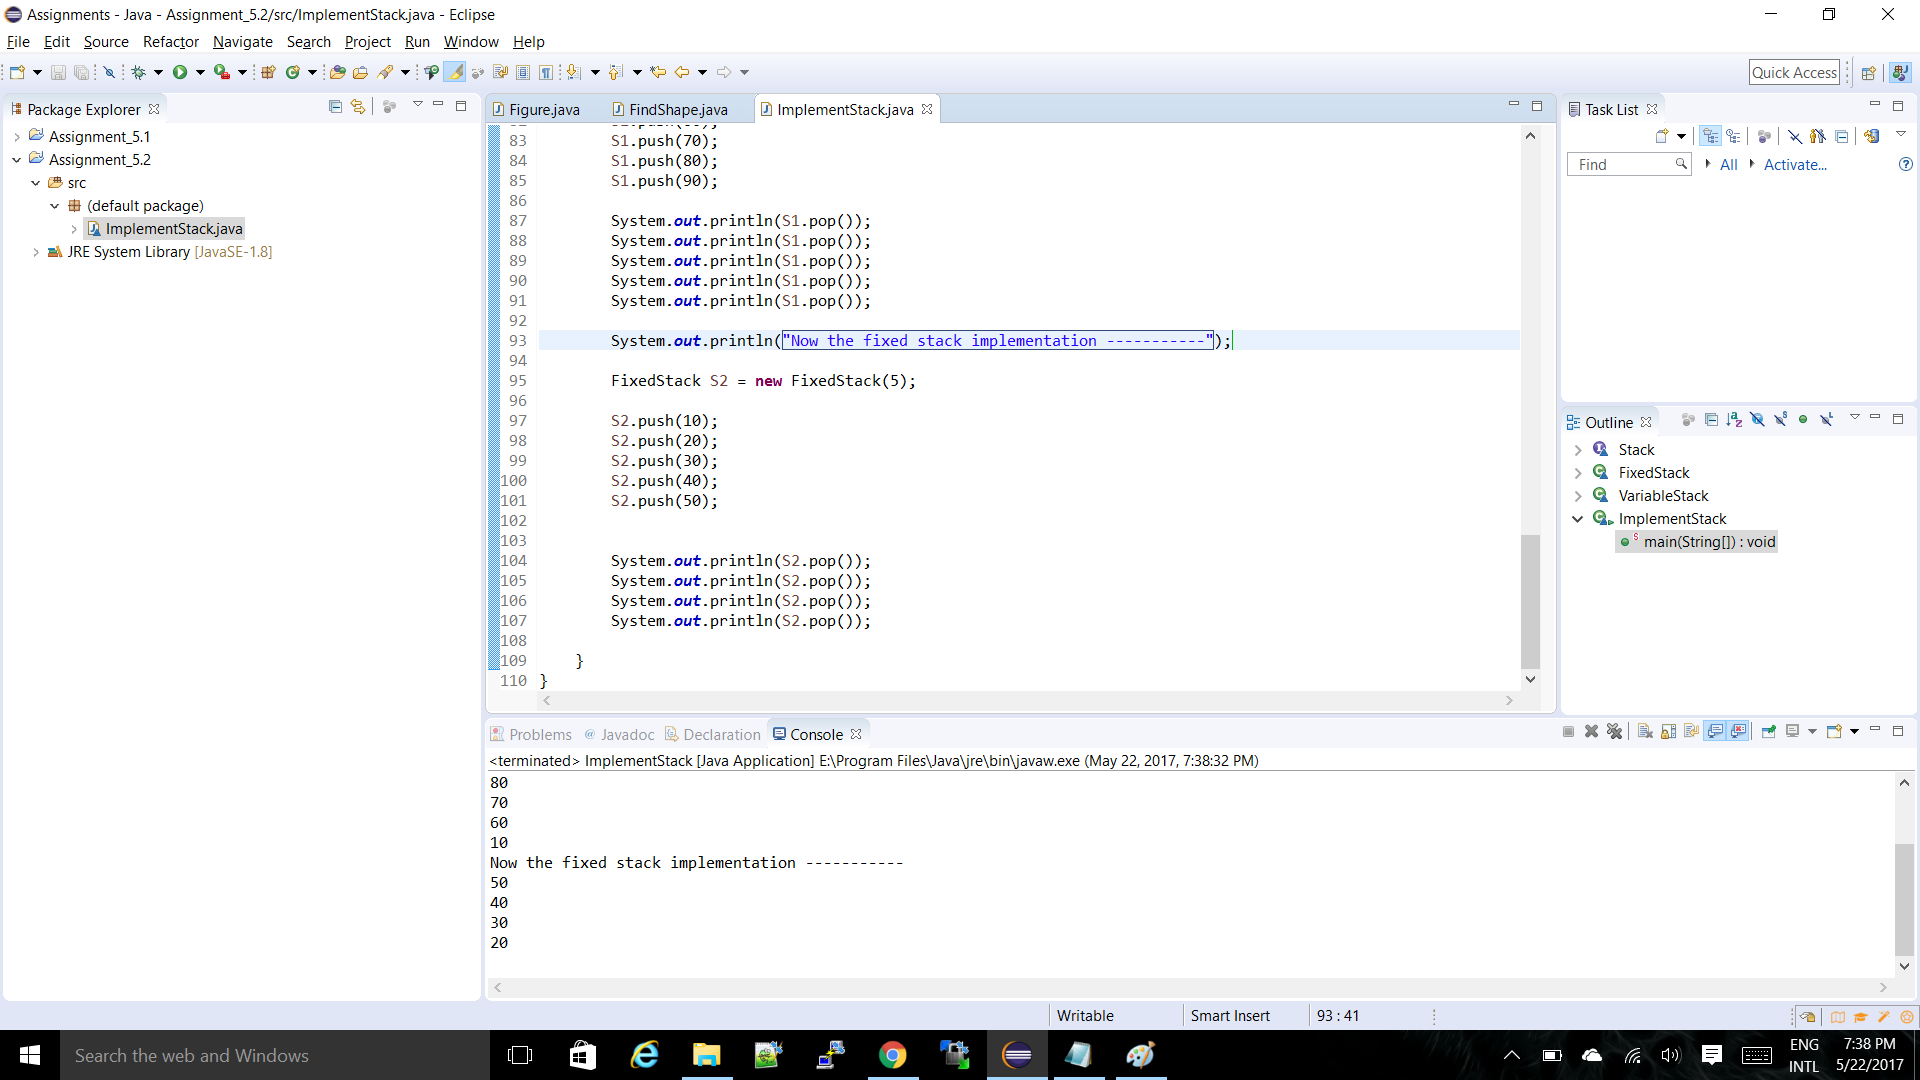 Assignments - Java - Assignment_5.2/src/ImplementStack.java - Eclipse
File Edit Source Refactor Navigate Search Project Run Window Help
Quick Access
Package Explorer
Assignment_5.1
Assignment_5.2
src
(default package)
ImplementStack.java
JRE System Library [JavaSE-1.8]
Figure.java FindShape.java ImplementStack.java
83 S1.push(70);
84 S1.push(80);
85 S1.push(90);
86
87 System.out.println(S1.pop());
88 System.out.println(S1.pop());
89 System.out.println(S1.pop());
90 System.out.println(S1.pop());
91 System.out.println(S1.pop());
92
93 System.out.println("Now the fixed stack implementation -----------");
94
95 FixedStack S2 = new FixedStack(5);
96
97 S2.push(10);
98 S2.push(20);
99 S2.push(30);
100 S2.push(40);
101 S2.push(50);
102
103
104 System.out.println(S2.pop());
105 System.out.println(S2.pop());
106 System.out.println(S2.pop());
107 System.out.println(S2.pop());
108
109 }
110 }
Task List
Find All Activate...
Outline
Stack
FixedStack
VariableStack
ImplementStack
main(String[]) : void
Problems @ Javadoc Declaration Console
<terminated> ImplementStack [Java Application] E:\Program Files\Java\jre\bin\javaw.exe (May 22, 2017, 7:38:32 PM)
80
70
60
10
Now the fixed stack implementation -----------
50
40
30
20
Writable Smart Insert 93 : 41
Search the web and Windows
ENG
INTL
7:38 PM
5/22/2017